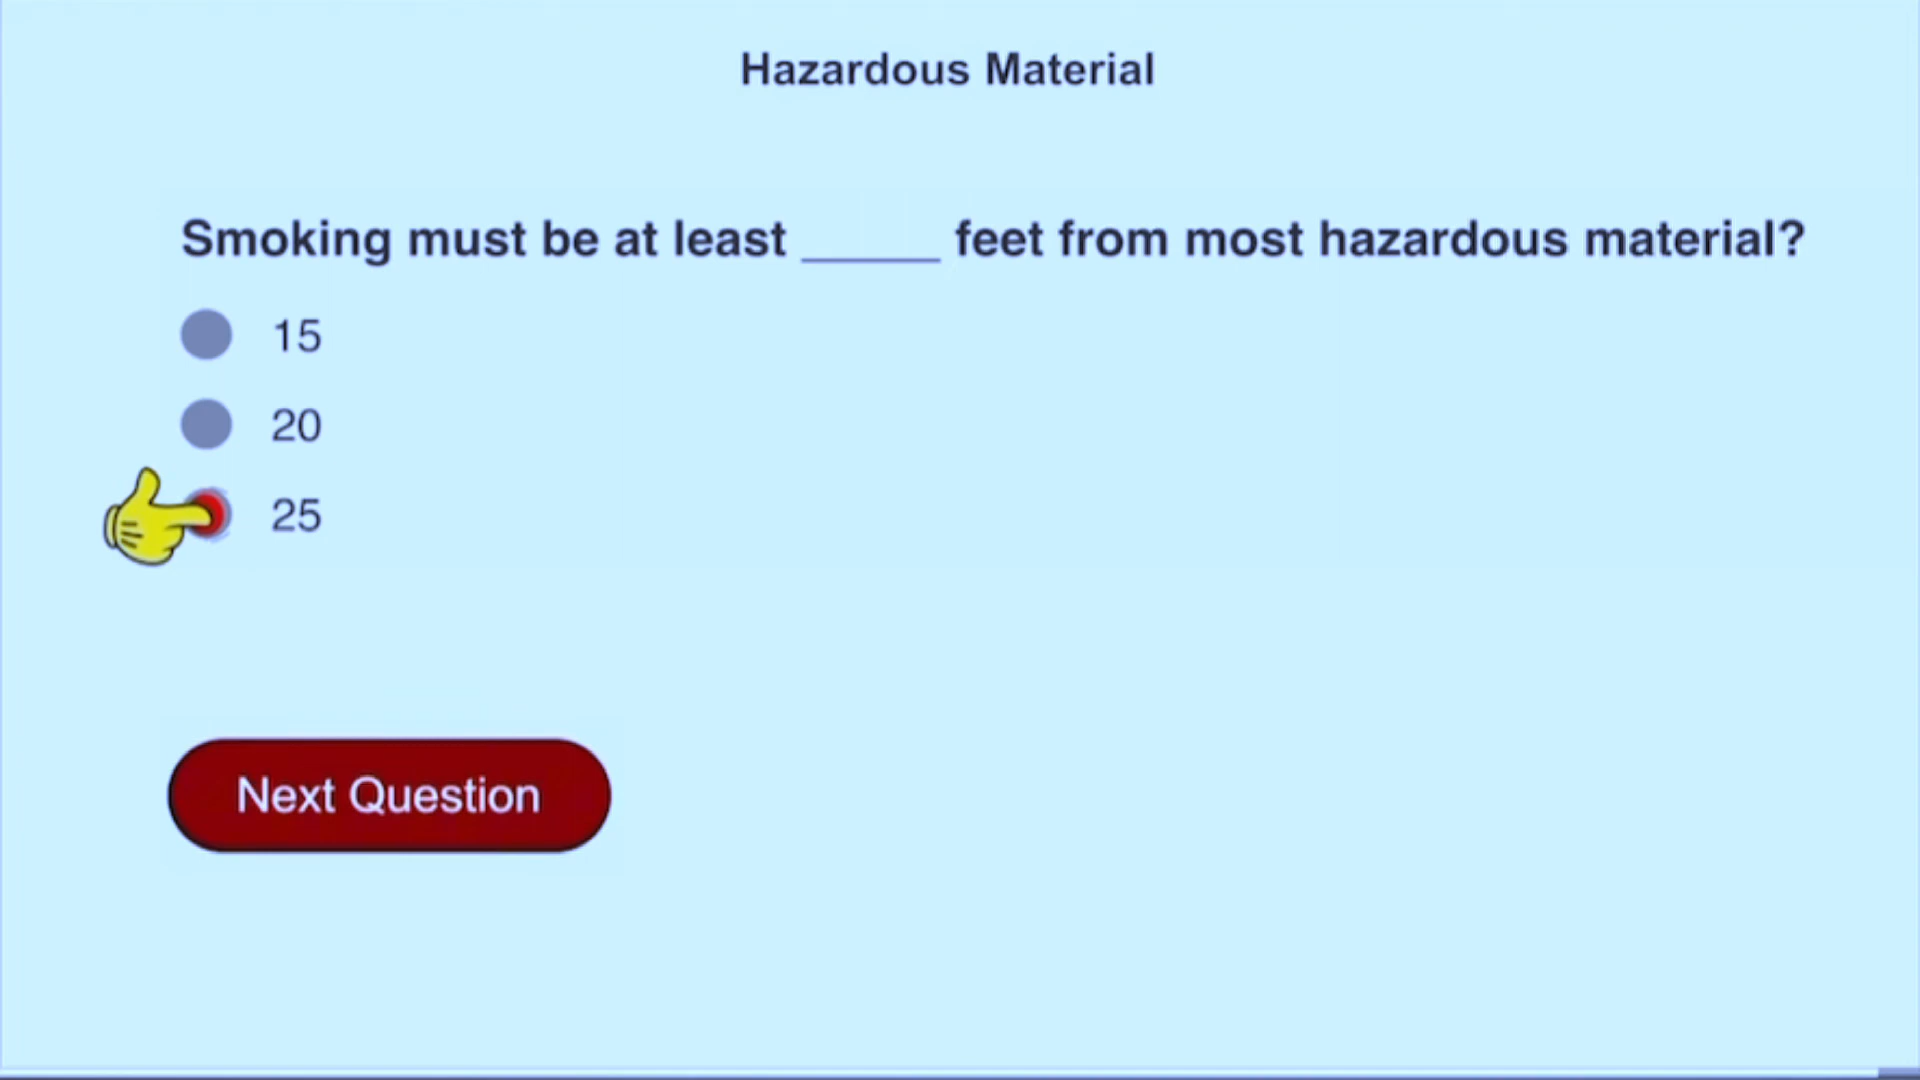 Hazardous Material
Smoking must be at least _____ feet from most hazardous material?
15
20
25
Next Question